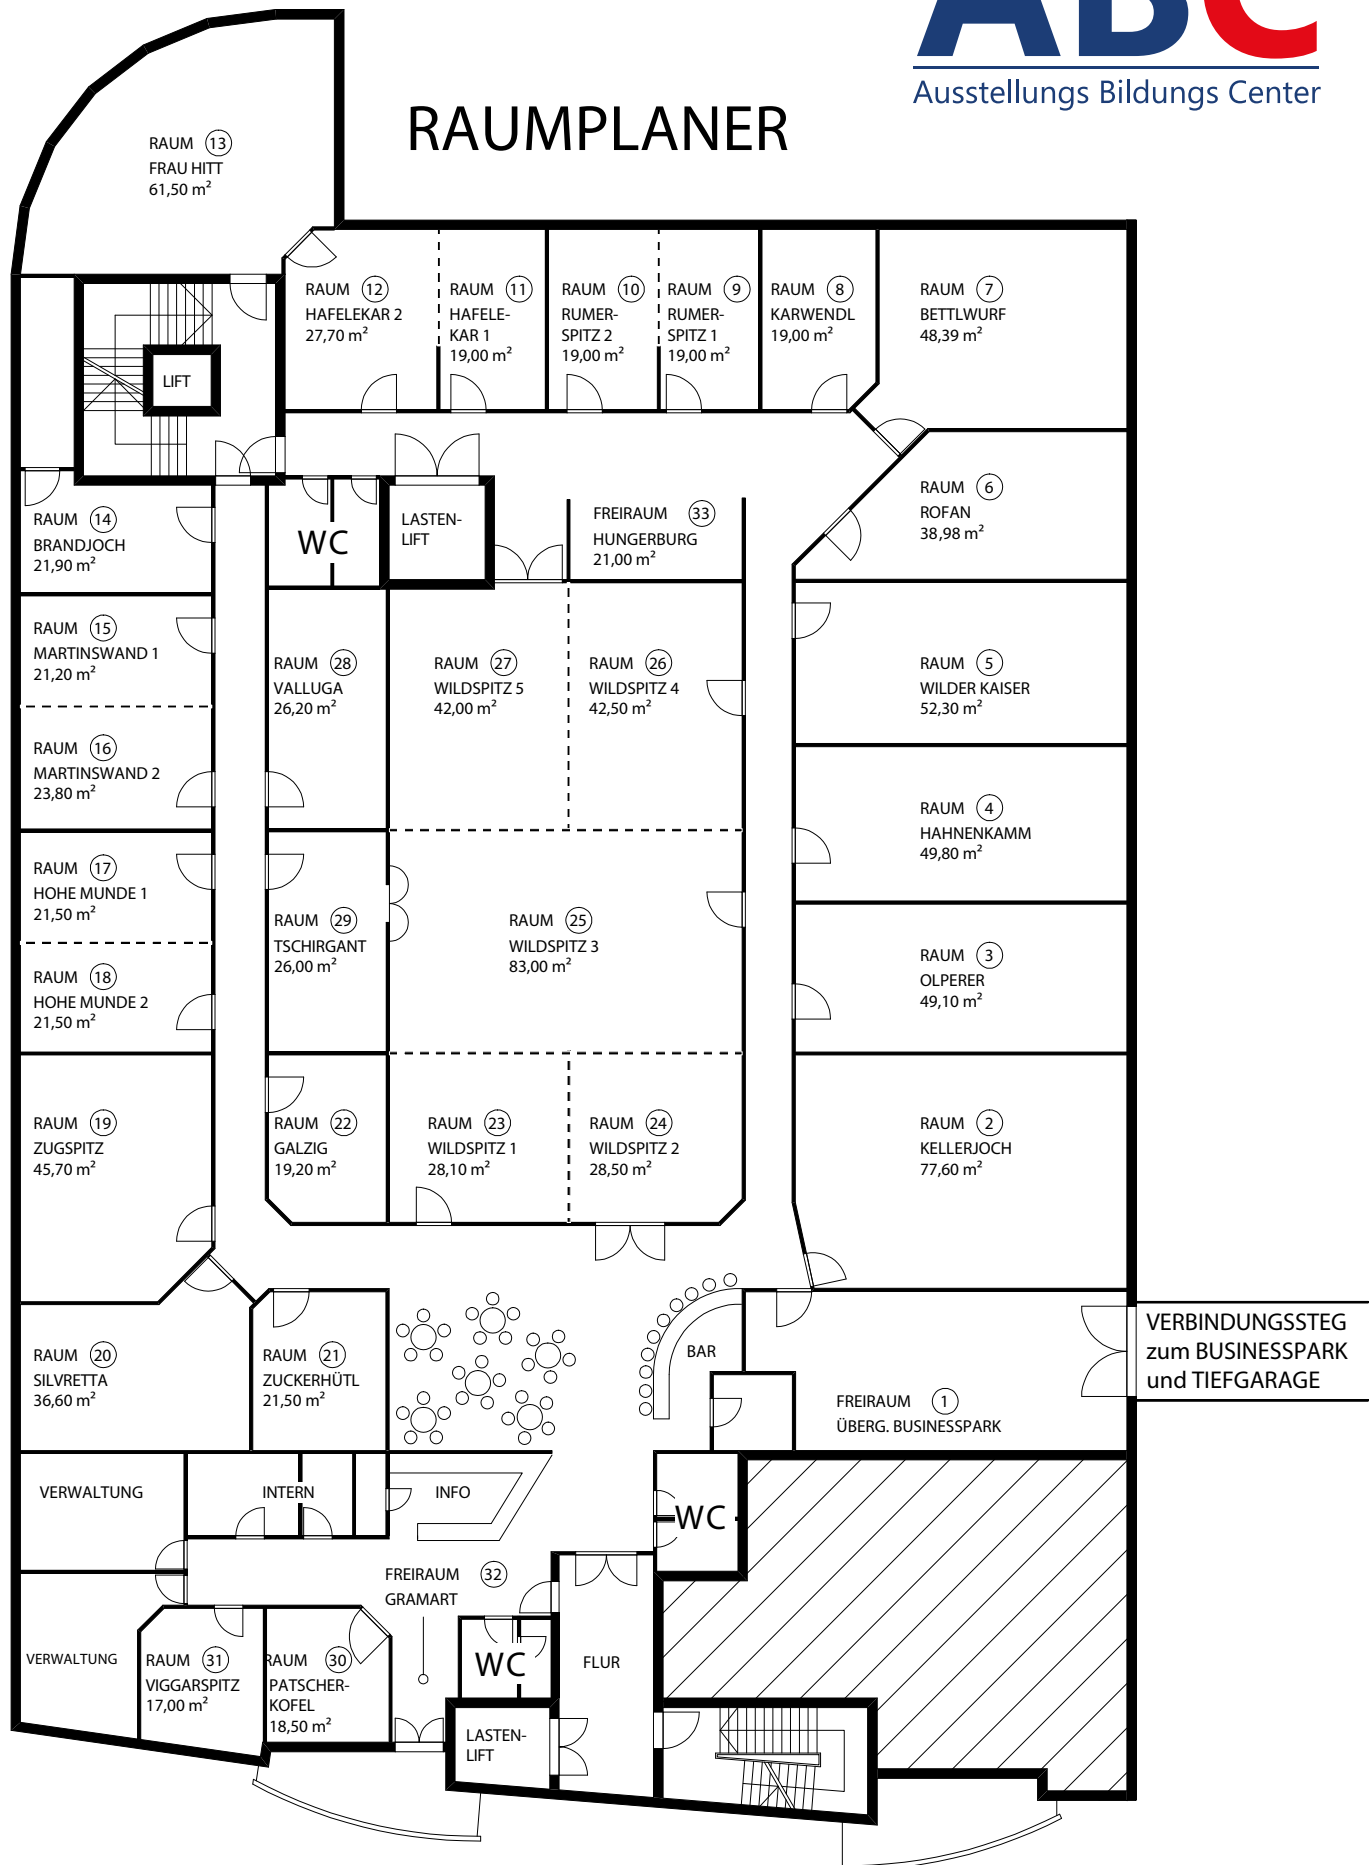 ABC
Ausstellungs Bildungs Center
RAUMPLANER
RAUM 13
FRAU HITT
61,50 m²
RAUM 12
HAFELEKAR 2
27,70 m²
RAUM 11
HAFELE-
KAR 1
19,00 m²
RAUM 10
RUMER-
SPITZ 2
19,00 m²
RAUM 9
RUMER-
SPITZ 1
19,00 m²
RAUM 8
KARWENDL
19,00 m²
RAUM 7
BETTLWURF
48,39 m²
LIFT
RAUM 14
BRANDJOCH
21,90 m²
WC
LASTEN-
LIFT
FREIRAUM 33
HUNGERBURG
21,00 m²
RAUM 6
ROFAN
38,98 m²
RAUM 15
MARTINSWAND 1
21,20 m²
RAUM 28
VALLUGA
26,20 m²
RAUM 27
WILDSPITZ 5
42,00 m²
RAUM 26
WILDSPITZ 4
42,50 m²
RAUM 5
WILDER KAISER
52,30 m²
RAUM 16
MARTINSWAND 2
23,80 m²
RAUM 4
HAHNENKAMM
49,80 m²
RAUM 17
HOHE MUNDE 1
21,50 m²
RAUM 29
TSCHIRGANT
26,00 m²
RAUM 25
WILDSPITZ 3
83,00 m²
RAUM 3
OLPERER
49,10 m²
RAUM 18
HOHE MUNDE 2
21,50 m²
RAUM 19
ZUGSPITZ
45,70 m²
RAUM 22
GALZIG
19,20 m²
RAUM 23
WILDSPITZ 1
28,10 m²
RAUM 24
WILDSPITZ 2
28,50 m²
RAUM 2
KELLERJOCH
77,60 m²
RAUM 20
SILVRETTA
36,60 m²
RAUM 21
ZUCKERHÜTL
21,50 m²
BAR
FREIRAUM 1
ÜBERG. BUSINESSPARK
VERBINDUNGSSTEG
zum BUSINESSPARK
und TIEFGARAGE
VERWALTUNG
INTERN
INFO
WC
FREIRAUM 32
GRAMART
FLUR
VERWALTUNG
RAUM 31
VIGGARSPITZ
17,00 m²
RAUM 30
PATSCHER-
KOFEL
18,50 m²
WC
LASTEN-
LIFT